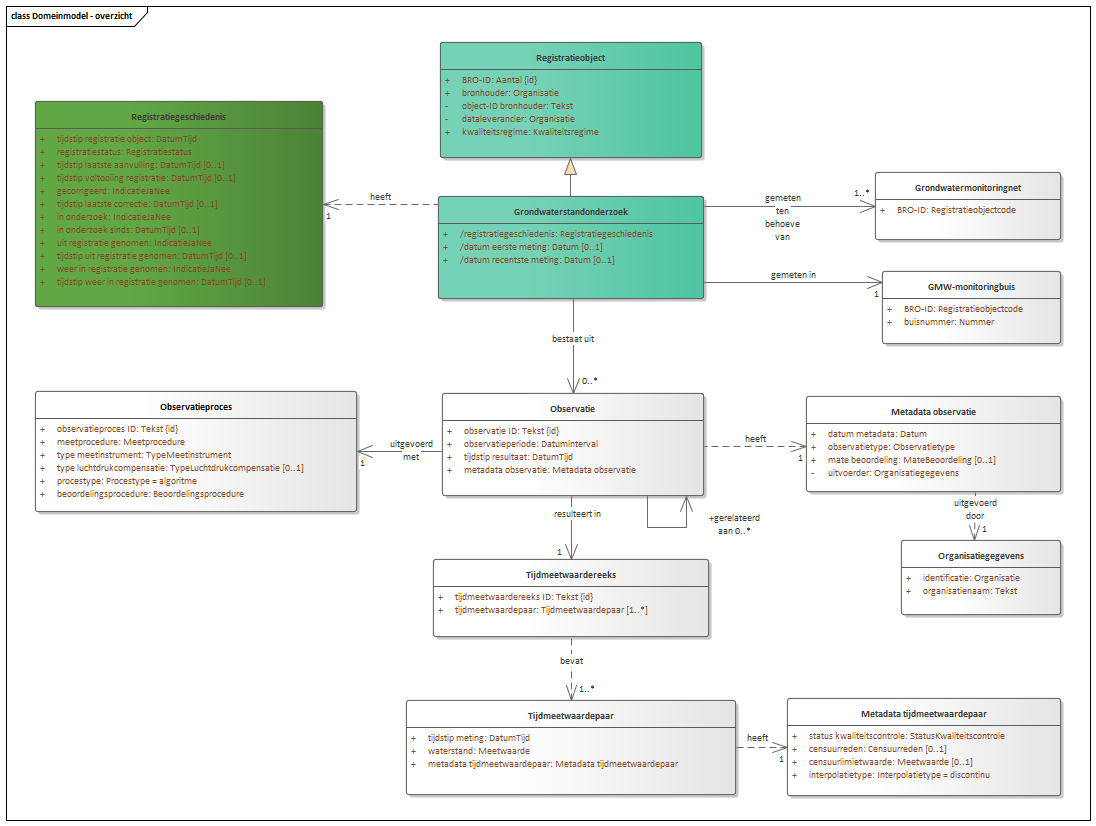 class Domeinmodel - overzicht
Registratieobject
+ BRO-ID: Aantal {id}
+ bronhouder: Organisatie
- object-ID bronhouder: Tekst
- dataleverancier: Organisatie
+ kwaliteitsregime: Kwaliteitsregime
Registratiegeschiedenis
+ tijdstip registratie object: DatumTijd
+ registratiestatus: Registratiestatus
+ tijdstip laatste aanvulling: DatumTijd [0..1]
+ tijdstip voltooiing registratie: DatumTijd [0..1]
+ gecorrigeerd: IndicatieJaNee
+ tijdstip laatste correctie: DatumTijd [0..1]
+ in onderzoek: IndicatieJaNee
+ in onderzoek sinds: DatumTijd [0..1]
+ uit registratie genomen: IndicatieJaNee
+ tijdstip uit registratie genomen: DatumTijd [0..1]
+ weer in registratie genomen: IndicatieJaNee
+ tijdstip weer in registratie genomen: DatumTijd [0..1]
heeft
1
Grondwaterstandonderzoek
+ /registratiegeschiedenis: Registratiegeschiedenis
+ /datum eerste meting: Datum [0..1]
+ /datum recentste meting: Datum [0..1]
gemeten
ten
behoeve
van
1..*
Grondwatermonitoringnet
+ BRO-ID: Registratieobjectcode
gemeten in
1
GMW-monitoringbuis
+ BRO-ID: Registratieobjectcode
+ buisnummer: Nummer
bestaat uit
0..*
Observatieproces
+ observatieproces ID: Tekst {id}
+ meetprocedure: Meetprocedure
+ type meetinstrument: TypeMeetinstrument
+ type luchtdrukcompensatie: TypeLuchtdrukcompensatie [0..1]
+ procestype: Procestype = algoritme
+ beoordelingsprocedure: Beoordelingsprocedure
uitgevoerd
met
1
Observatie
+ observatie ID: Tekst {id}
+ observatieperiode: Datuminterval
+ tijdstip resultaat: DatumTijd
+ metadata observatie: Metadata observatie
heeft
1
Metadata observatie
+ datum metadata: Datum
+ observatietype: Observatietype
+ mate beoordeling: MateBeoordeling [0..1]
- uitvoerder: Organisatiegegevens
uitgevoerd
door
1
Organisatiegegevens
+ identificatie: Organisatie
+ organisatienaam: Tekst
resulteert in
1
+gerelateerd
aan 0..*
Tijdmeetwaardereeks
+ tijdmeetwaardereeks ID: Tekst {id}
+ tijdmeetwaardepaar: Tijdmeetwaardepaar [1..*]
bevat
1..*
Tijdmeetwaardepaar
+ tijdstip meting: DatumTijd
+ waterstand: Meetwaarde
+ metadata tijdmeetwaardepaar: Metadata tijdmeetwaardepaar
heeft
1
Metadata tijdmeetwaardepaar
+ status kwaliteitscontrole: StatusKwaliteitscontrole
+ censuurreden: Censuurreden [0..1]
+ censuurlimietwaarde: Meetwaarde [0..1]
+ interpolatietype: Interpolatietype = discontinu